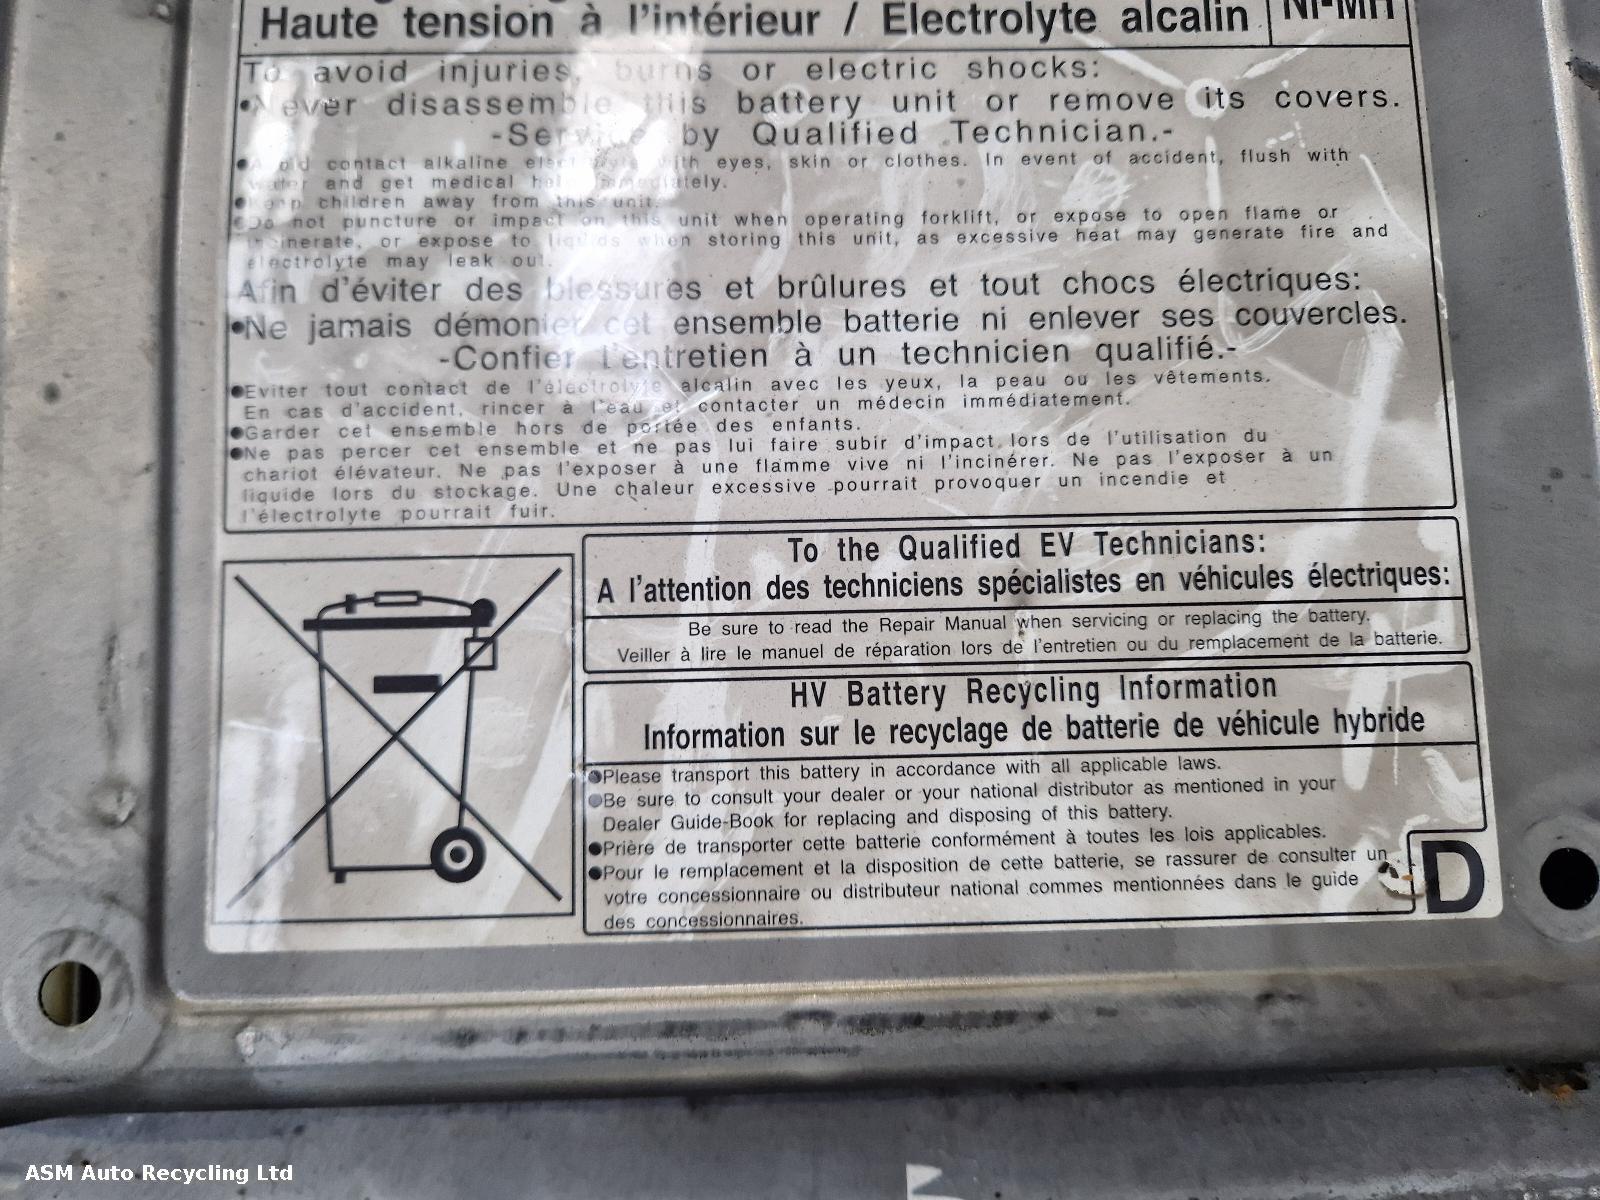 Haute tension à l'intérieur / Electrolyte alcalin
Ni-MH
To avoid injuries, burns or electric shocks:
•Never disassemble this battery unit or remove its covers.
-Service by Qualified Technician.-
●Avoid contact alkaline electrolyte with eyes, skin or clothes. In event of accident, flush with
water and get medical help immediately.
●Keep children away from this unit.
●Do not puncture or impact on this unit when operating forklift, or expose to open flame or
incinerate, or expose to liquids when storing this unit, as excessive heat may generate fire and
electrolyte may leak out.
Afin d'éviter des blessures et brûlures et tout chocs électriques:
•Ne jamais démonier cet ensemble batterie ni enlever ses couvercles.
-Confier l'entretien à un technicien qualifié.-
●Eviter tout contact de l'électrolyte alcalin avec les yeux, la peau ou les vêtements.
En cas d'accident, rincer à l'eau et contacter un médecin immédiatement.
●Garder cet ensemble hors de portée des enfants.
●Ne pas percer cet ensemble et ne pas lui faire subir d'impact lors de l'utilisation du
chariot élévateur. Ne pas l'exposer à une flamme vive ni l'incinérer. Ne pas l'exposer à un
liquide lors du stockage. Une chaleur excessive pourrait provoquer un incendie et
l'électrolyte pourrait fuir.
To the Qualified EV Technicians:
A l'attention des techniciens spécialistes en véhicules électriques:
Be sure to read the Repair Manual when servicing or replacing the battery.
Veiller à lire le manuel de réparation lors de l'entretien ou du remplacement de la batterie.
HV Battery Recycling Information
Information sur le recyclage de batterie de véhicule hybride
●Please transport this battery in accordance with all applicable laws.
●Be sure to consult your dealer or your national distributor as mentioned in your
Dealer Guide-Book for replacing and disposing of this battery.
●Prière de transporter cette batterie conformément à toutes les lois applicables.
●Pour le remplacement et la disposition de cette batterie, se rassurer de consulter un
votre concessionnaire ou distributeur national commes mentionnées dans le guide
des concessionnaires.
D
ASM Auto Recycling Ltd